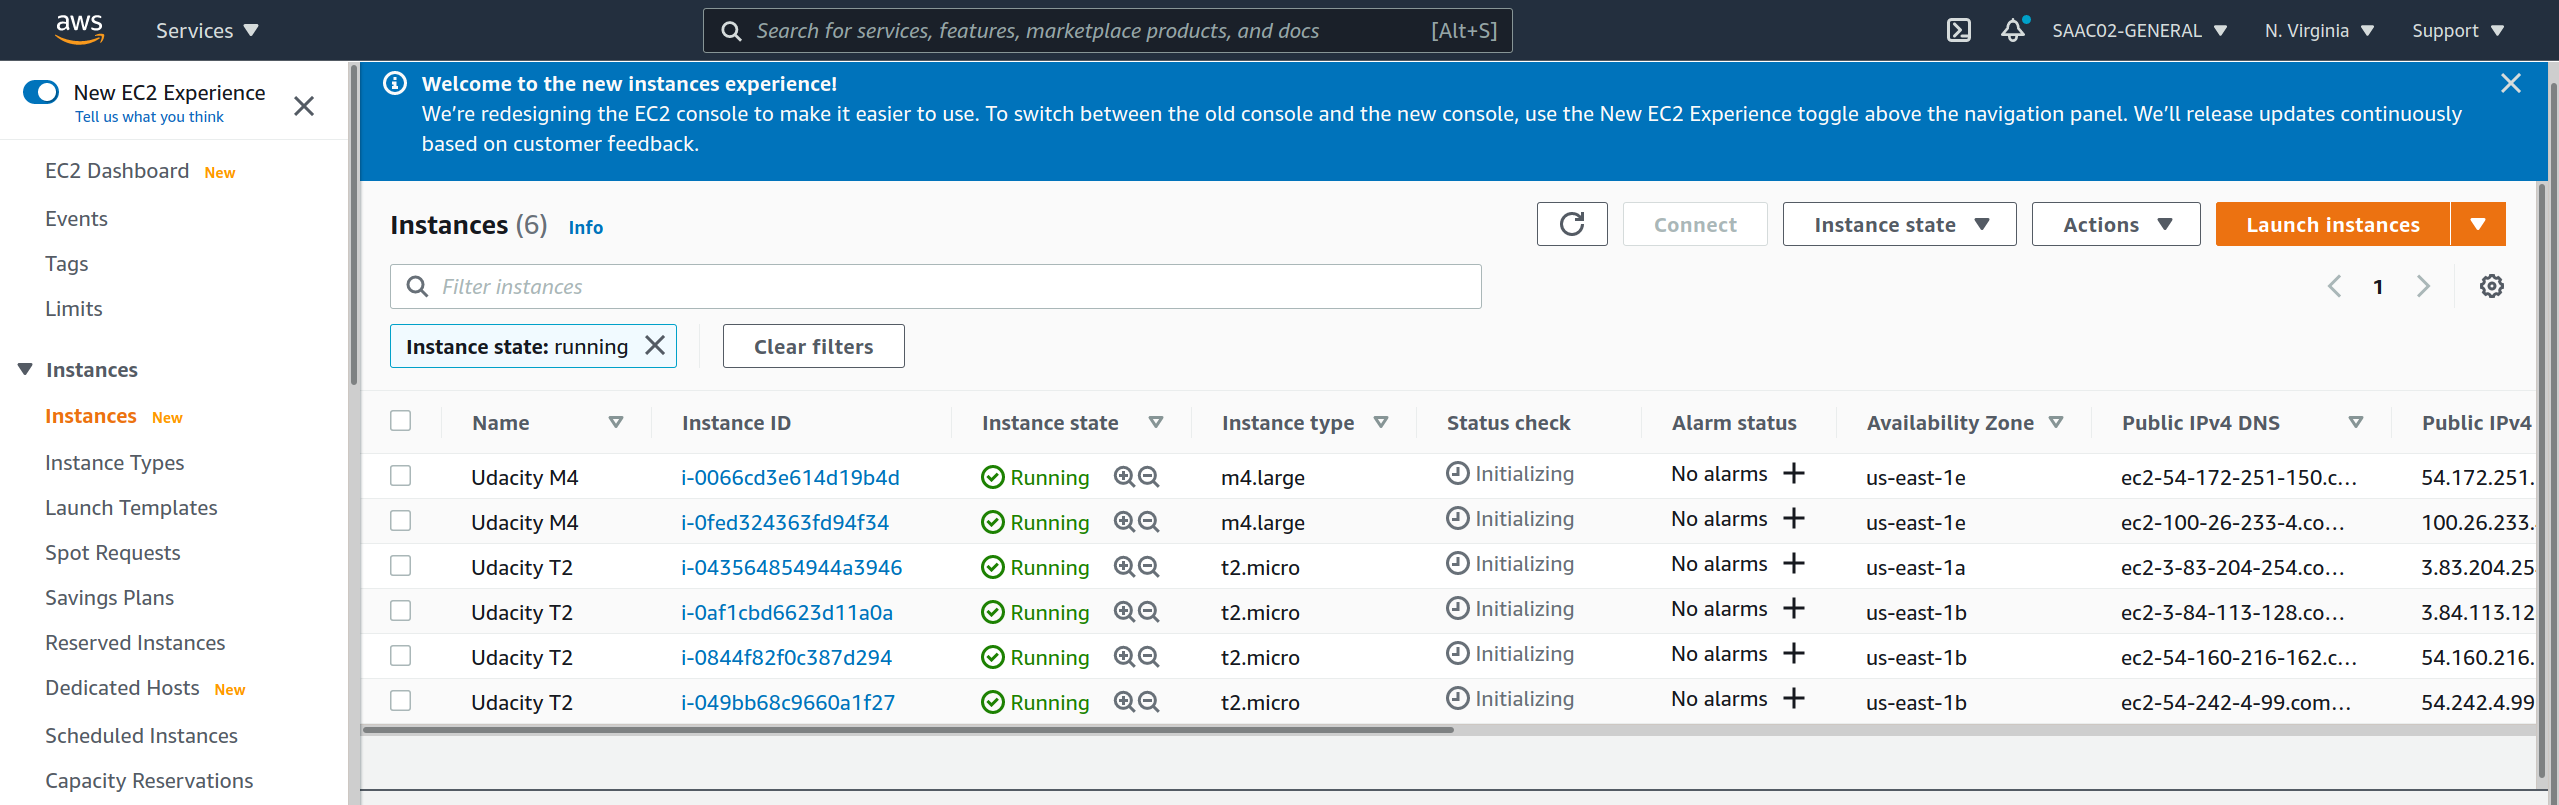 aws Services Search for services, features, marketplace products, and docs [Alt+S] SAAC02-GENERAL N. Virginia Support
New EC2 Experience
Tell us what you think
EC2 Dashboard New
Events
Tags
Limits
Instances
Instances New
Instance Types
Launch Templates
Spot Requests
Savings Plans
Reserved Instances
Dedicated Hosts New
Scheduled Instances
Capacity Reservations
Welcome to the new instances experience!
We're redesigning the EC2 console to make it easier to use. To switch between the old console and the new console, use the New EC2 Experience toggle above the navigation panel. We'll release updates continuously
based on customer feedback.
Instances (6) Info Connect Instance state Actions Launch instances
Filter instances 1
Instance state: running Clear filters
Name Instance ID Instance state Instance type Status check Alarm status Availability Zone Public IPv4 DNS Public IPv4
Udacity M4 i-0066cd3e614d19b4d Running m4.large Initializing No alarms us-east-1e ec2-54-172-251-150.c... 54.172.251.
Udacity M4 i-0fed324363fd94f34 Running m4.large Initializing No alarms us-east-1e ec2-100-26-233-4.co... 100.26.233.
Udacity T2 i-043564854944a3946 Running t2.micro Initializing No alarms us-east-1a ec2-3-83-204-254.co... 3.83.204.25
Udacity T2 i-0af1cbd6623d11a0a Running t2.micro Initializing No alarms us-east-1b ec2-3-84-113-128.co... 3.84.113.12
Udacity T2 i-0844f82f0c387d294 Running t2.micro Initializing No alarms us-east-1b ec2-54-160-216-162.c... 54.160.216.
Udacity T2 i-049bb68c9660a1f27 Running t2.micro Initializing No alarms us-east-1b ec2-54-242-4-99.com... 54.242.4.99